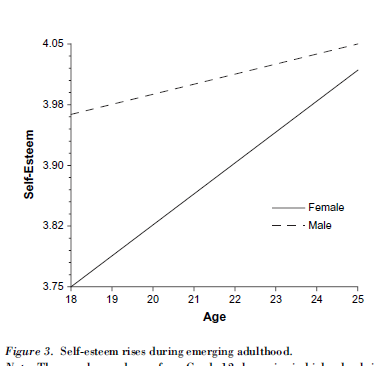 4.05
3.98
3.90
3.82
3.75
Self-Esteem
18 19 20 21 22 23 24 25
Age
Female
Male
Figure 3. Self-esteem rises during emerging adulthood.